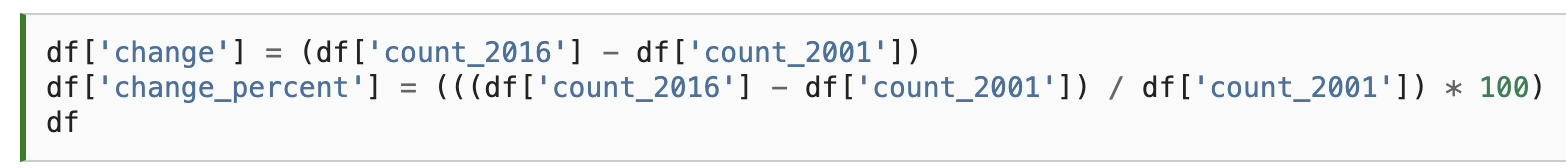 df['change'] = (df['count_2016'] - df['count_2001'])
df['change_percent'] = (((df['count_2016'] - df['count_2001']) / df['count_2001']) * 100)
df